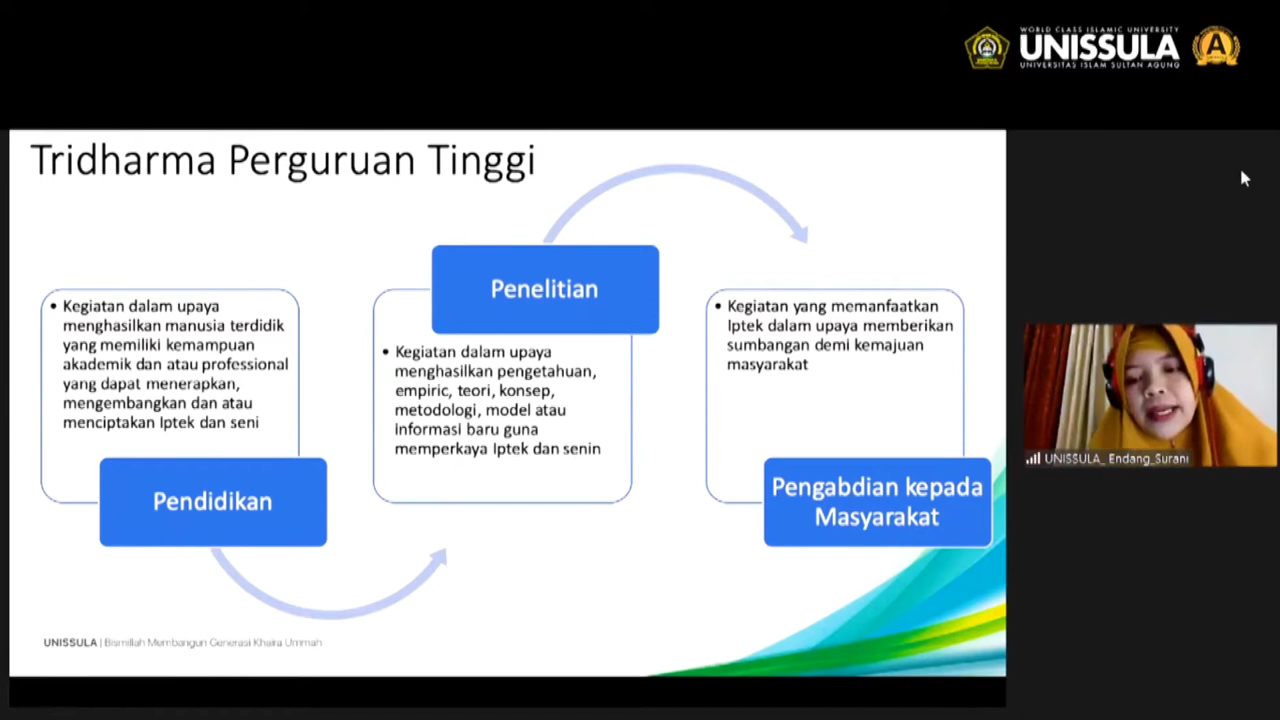 WORLD CLASS ISLAMIC UNIVERSITY
UNISSULA
UNIVERSITAS ISLAM SULTAN AGUNG
A
Tridharma Perguruan Tinggi
• Kegiatan dalam upaya
menghasilkan manusia terdidik
yang memiliki kemampuan
akademik dan atau professional
yang dapat menerapkan,
mengembangkan dan atau
menciptakan Iptek dan seni
Pendidikan
Penelitian
• Kegiatan dalam upaya
menghasilkan pengetahuan,
empiric, teori, konsep,
metodologi, model atau
Informasi baru guna
memperkaya Iptek dan senin
• Kegiatan yang memanfaatkan
Iptek dalam upaya memberikan
sumbangan demi kemajuan
masyarakat
Pengabdian kepada
Masyarakat
UNISSULA_ Endang_Surani
UNISSULA | Bismillah Membangun Generasi Khaira Ummah